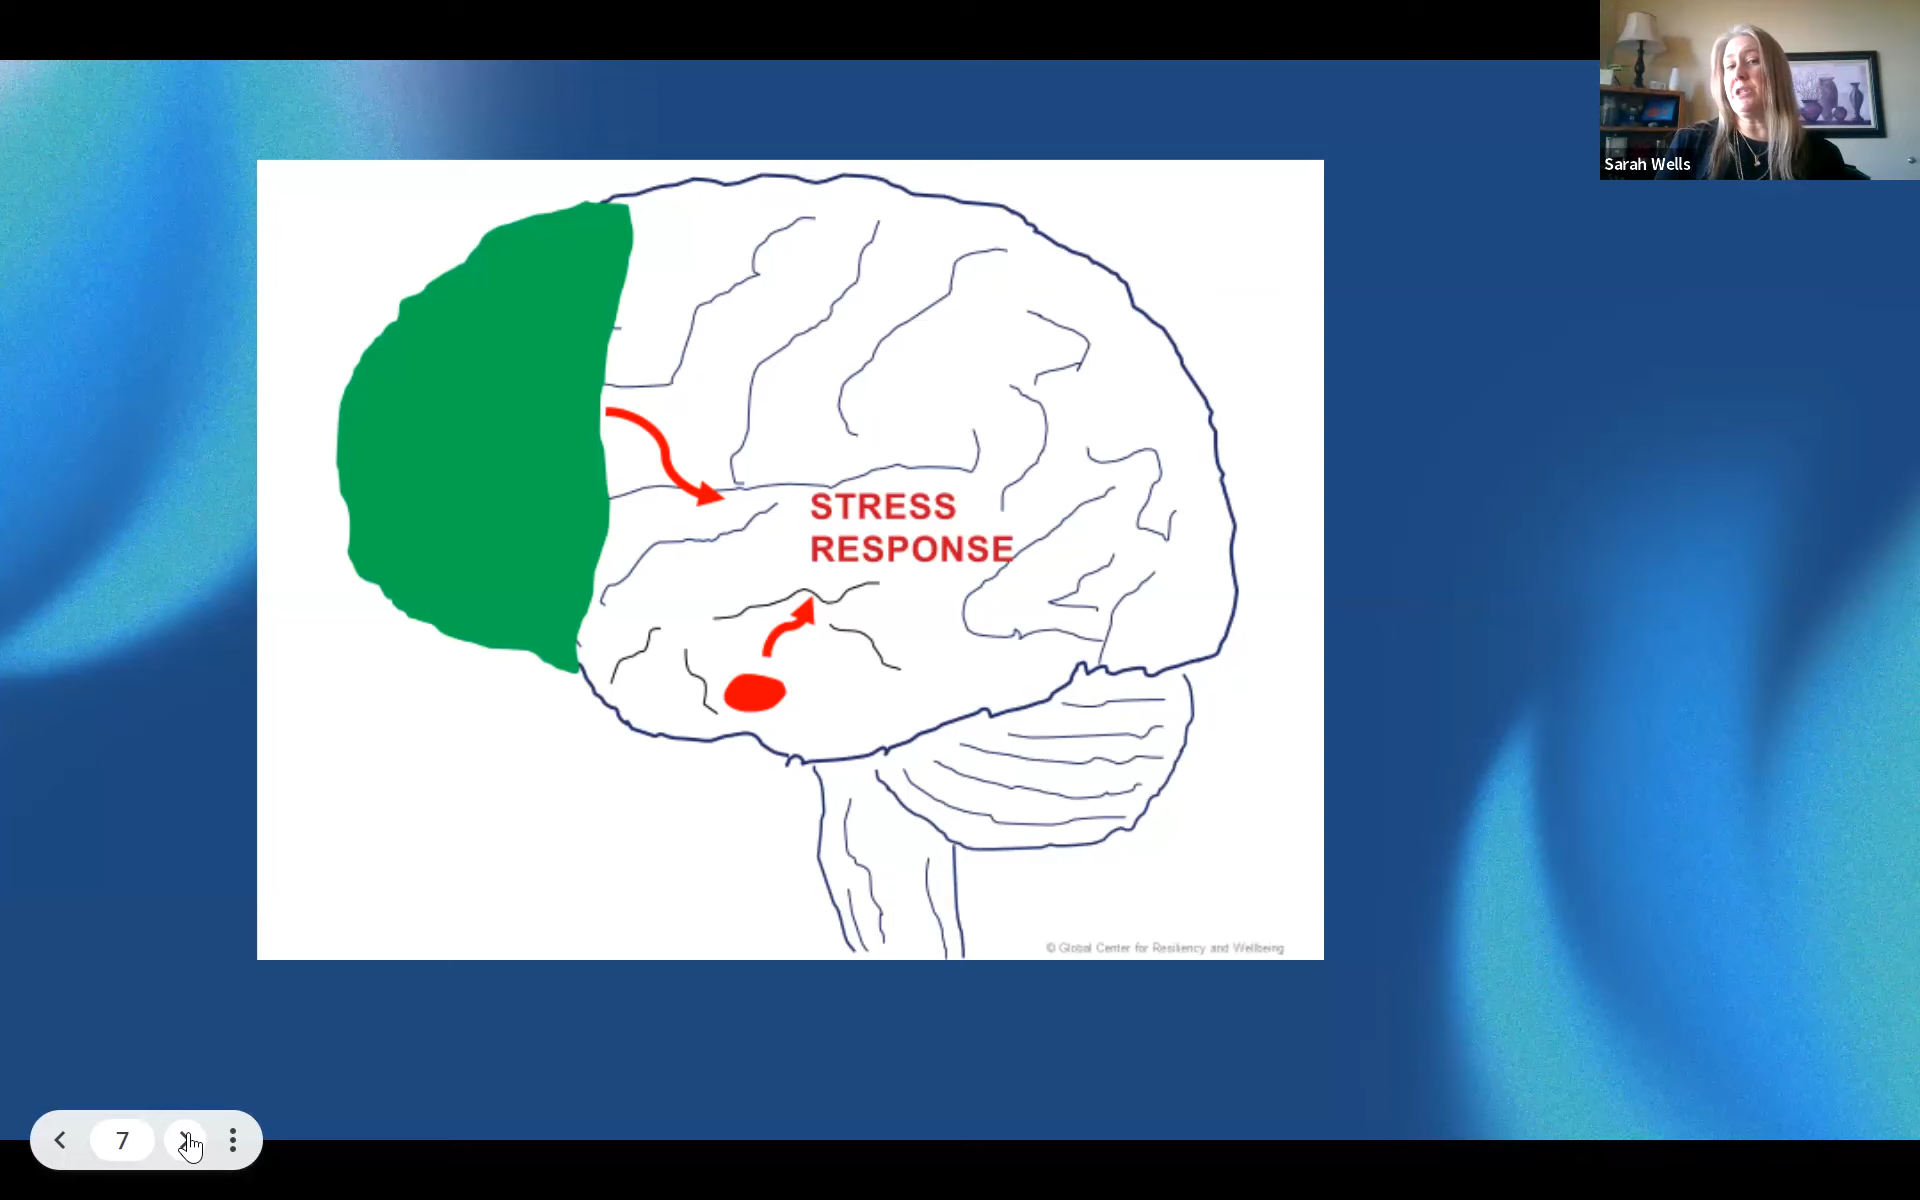 Sarah Wells
STRESS
RESPONSE
© Global Center for Resiliency and Wellbeing
7